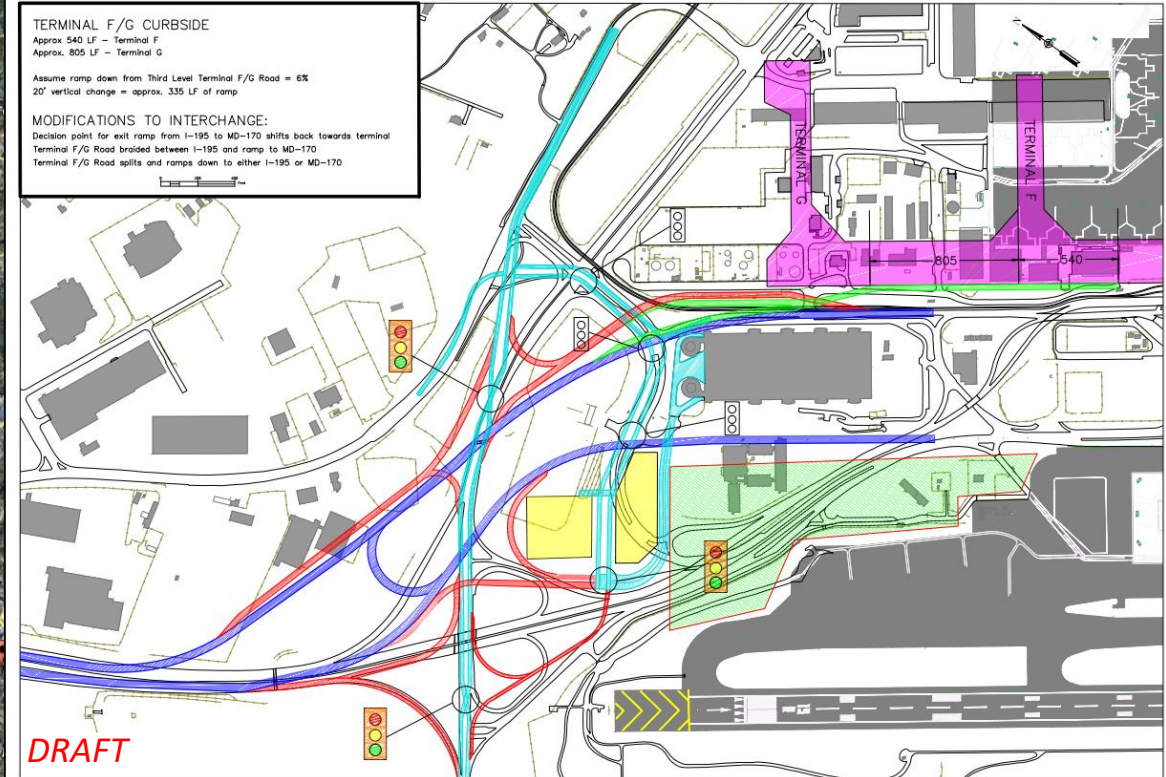 TERMINAL F/G CURBSIDE
Approx 540 LF – Terminal F
Approx. 805 LF – Terminal G
Assume ramp down from Third Level Terminal F/G Road = 6%
20' vertical change = approx. 335 LF of ramp
MODIFICATIONS TO INTERCHANGE:
Decision point for exit ramp from I–195 to MD–170 shifts back towards terminal
Terminal F/G Road braided between I–195 and ramp to MD–170
Terminal F/G Road splits and ramps down to either I–195 or MD–170
TERMINAL G
TERMINAL F
805
540
DRAFT